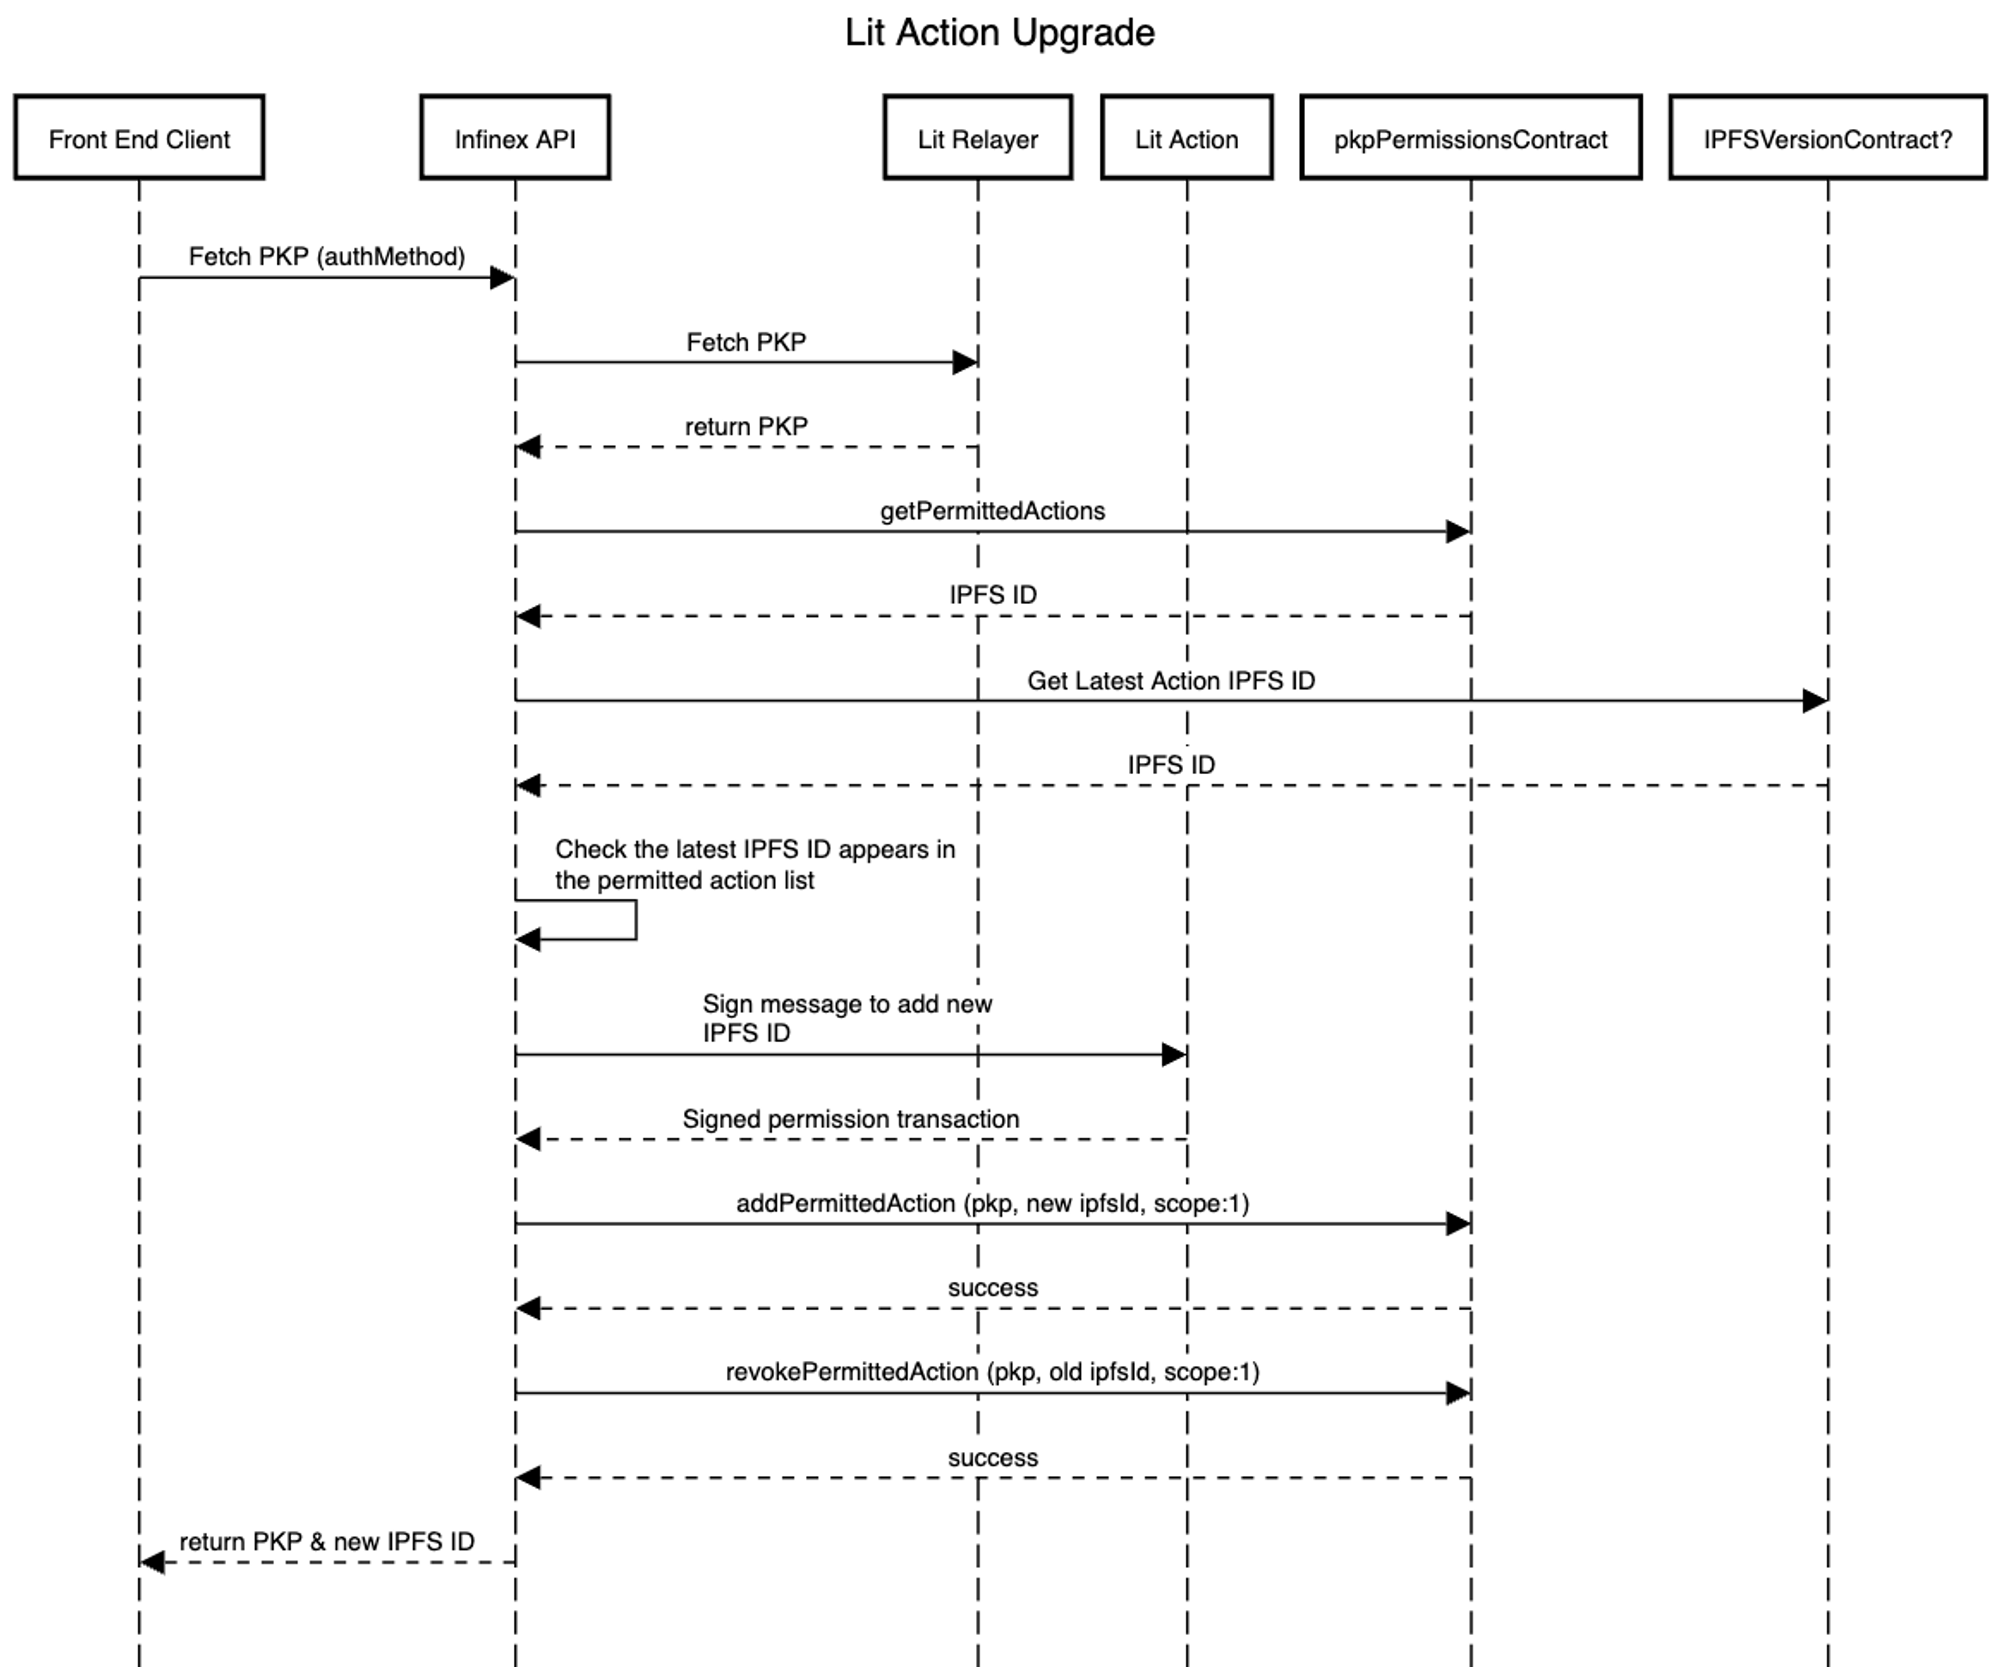 Lit Action Upgrade
Front End Client
Infinex API
Lit Relayer
Lit Action
pkpPermissionsContract
IPFSVersionContract?
Fetch PKP (authMethod)
Fetch PKP
return PKP
getPermittedActions
IPFS ID
Get Latest Action IPFS ID
IPFS ID
Check the latest IPFS ID appears in
the permitted action list
Sign message to add new
IPFS ID
Signed permission transaction
addPermittedAction (pkp, new ipfsId, scope:1)
success
revokePermittedAction (pkp, old ipfsId, scope:1)
success
return PKP & new IPFS ID